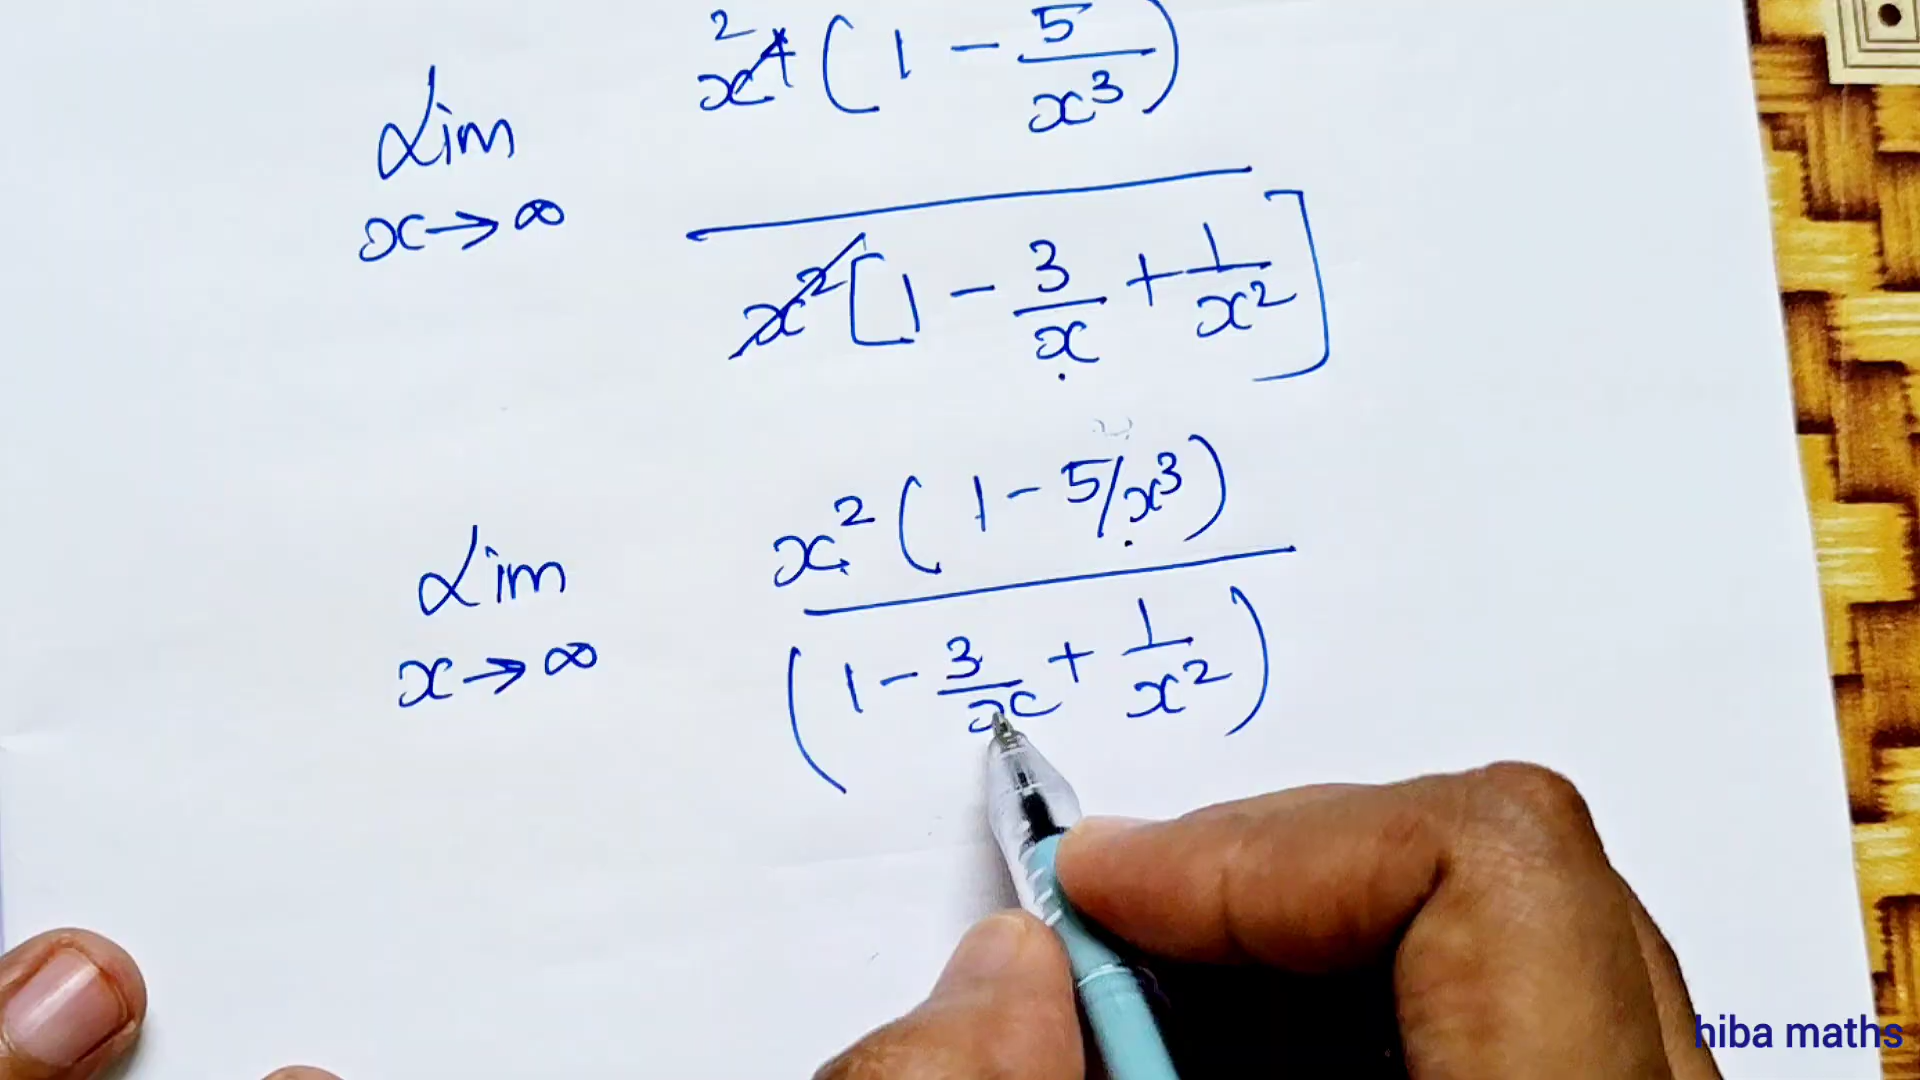 Lim x→∞ x⁴² (1 - 5/x³)
x² [1 - 3/x + 1/x²]
Lim x→∞ x² (1 - 5/x³)
(1 - 3/x + 1/x²)
hiba maths